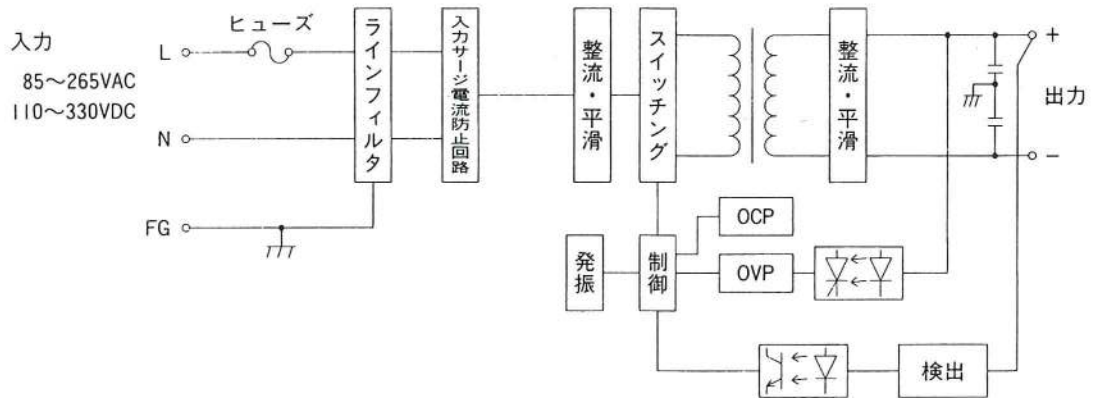 入力
85～265VAC
110～330VDC
L
N
FG
ヒューズ
ラインフィルタ
入力サージ電流防止回路
整流・平滑
スイッチング
整流・平滑
+
出力
−
発振
制御
OCP
OVP
検出